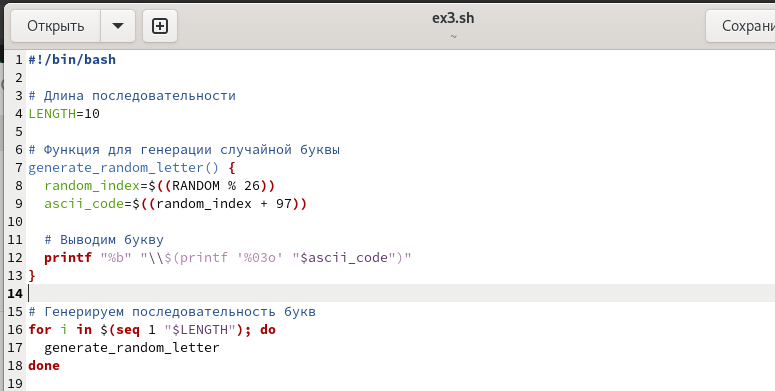 Открыть
ex3.sh
~
Сохрани
1 #!/bin/bash
2
3 # Длина последовательности
4 LENGTH=10
5
6 # Функция для генерации случайной буквы
7 generate_random_letter() {
8   random_index=$((RANDOM % 26))
9   ascii_code=$((random_index + 97))
10
11   # Выводим букву
12   printf "%b" "\\$(printf '%03o' "$ascii_code")"
13 }
14
15 # Генерируем последовательность букв
16 for i in $(seq 1 "$LENGTH"); do
17   generate_random_letter
18 done
19